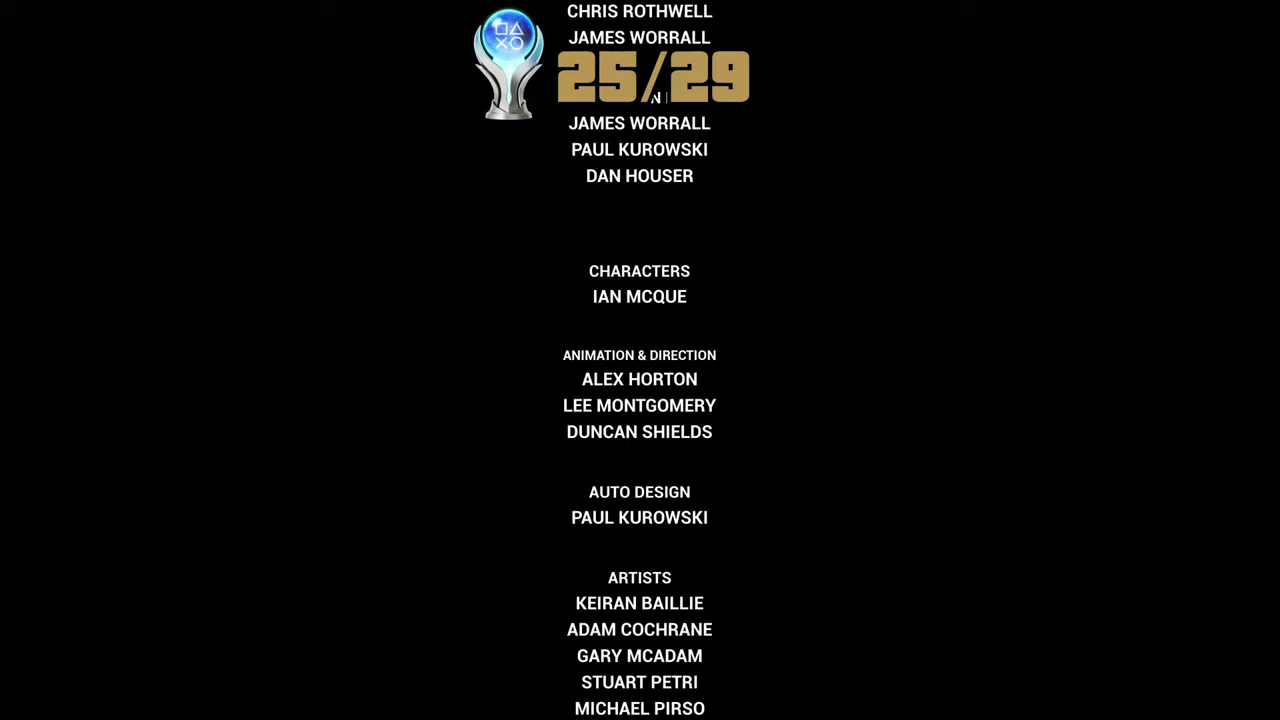 CHRIS ROTHWELL
JAMES WORRALL
25/29
JAMES WORRALL
PAUL KUROWSKI
DAN HOUSER
CHARACTERS
IAN MCQUE
ANIMATION & DIRECTION
ALEX HORTON
LEE MONTGOMERY
DUNCAN SHIELDS
AUTO DESIGN
PAUL KUROWSKI
ARTISTS
KEIRAN BAILLIE
ADAM COCHRANE
GARY MCADAM
STUART PETRI
MICHAEL PIRSO